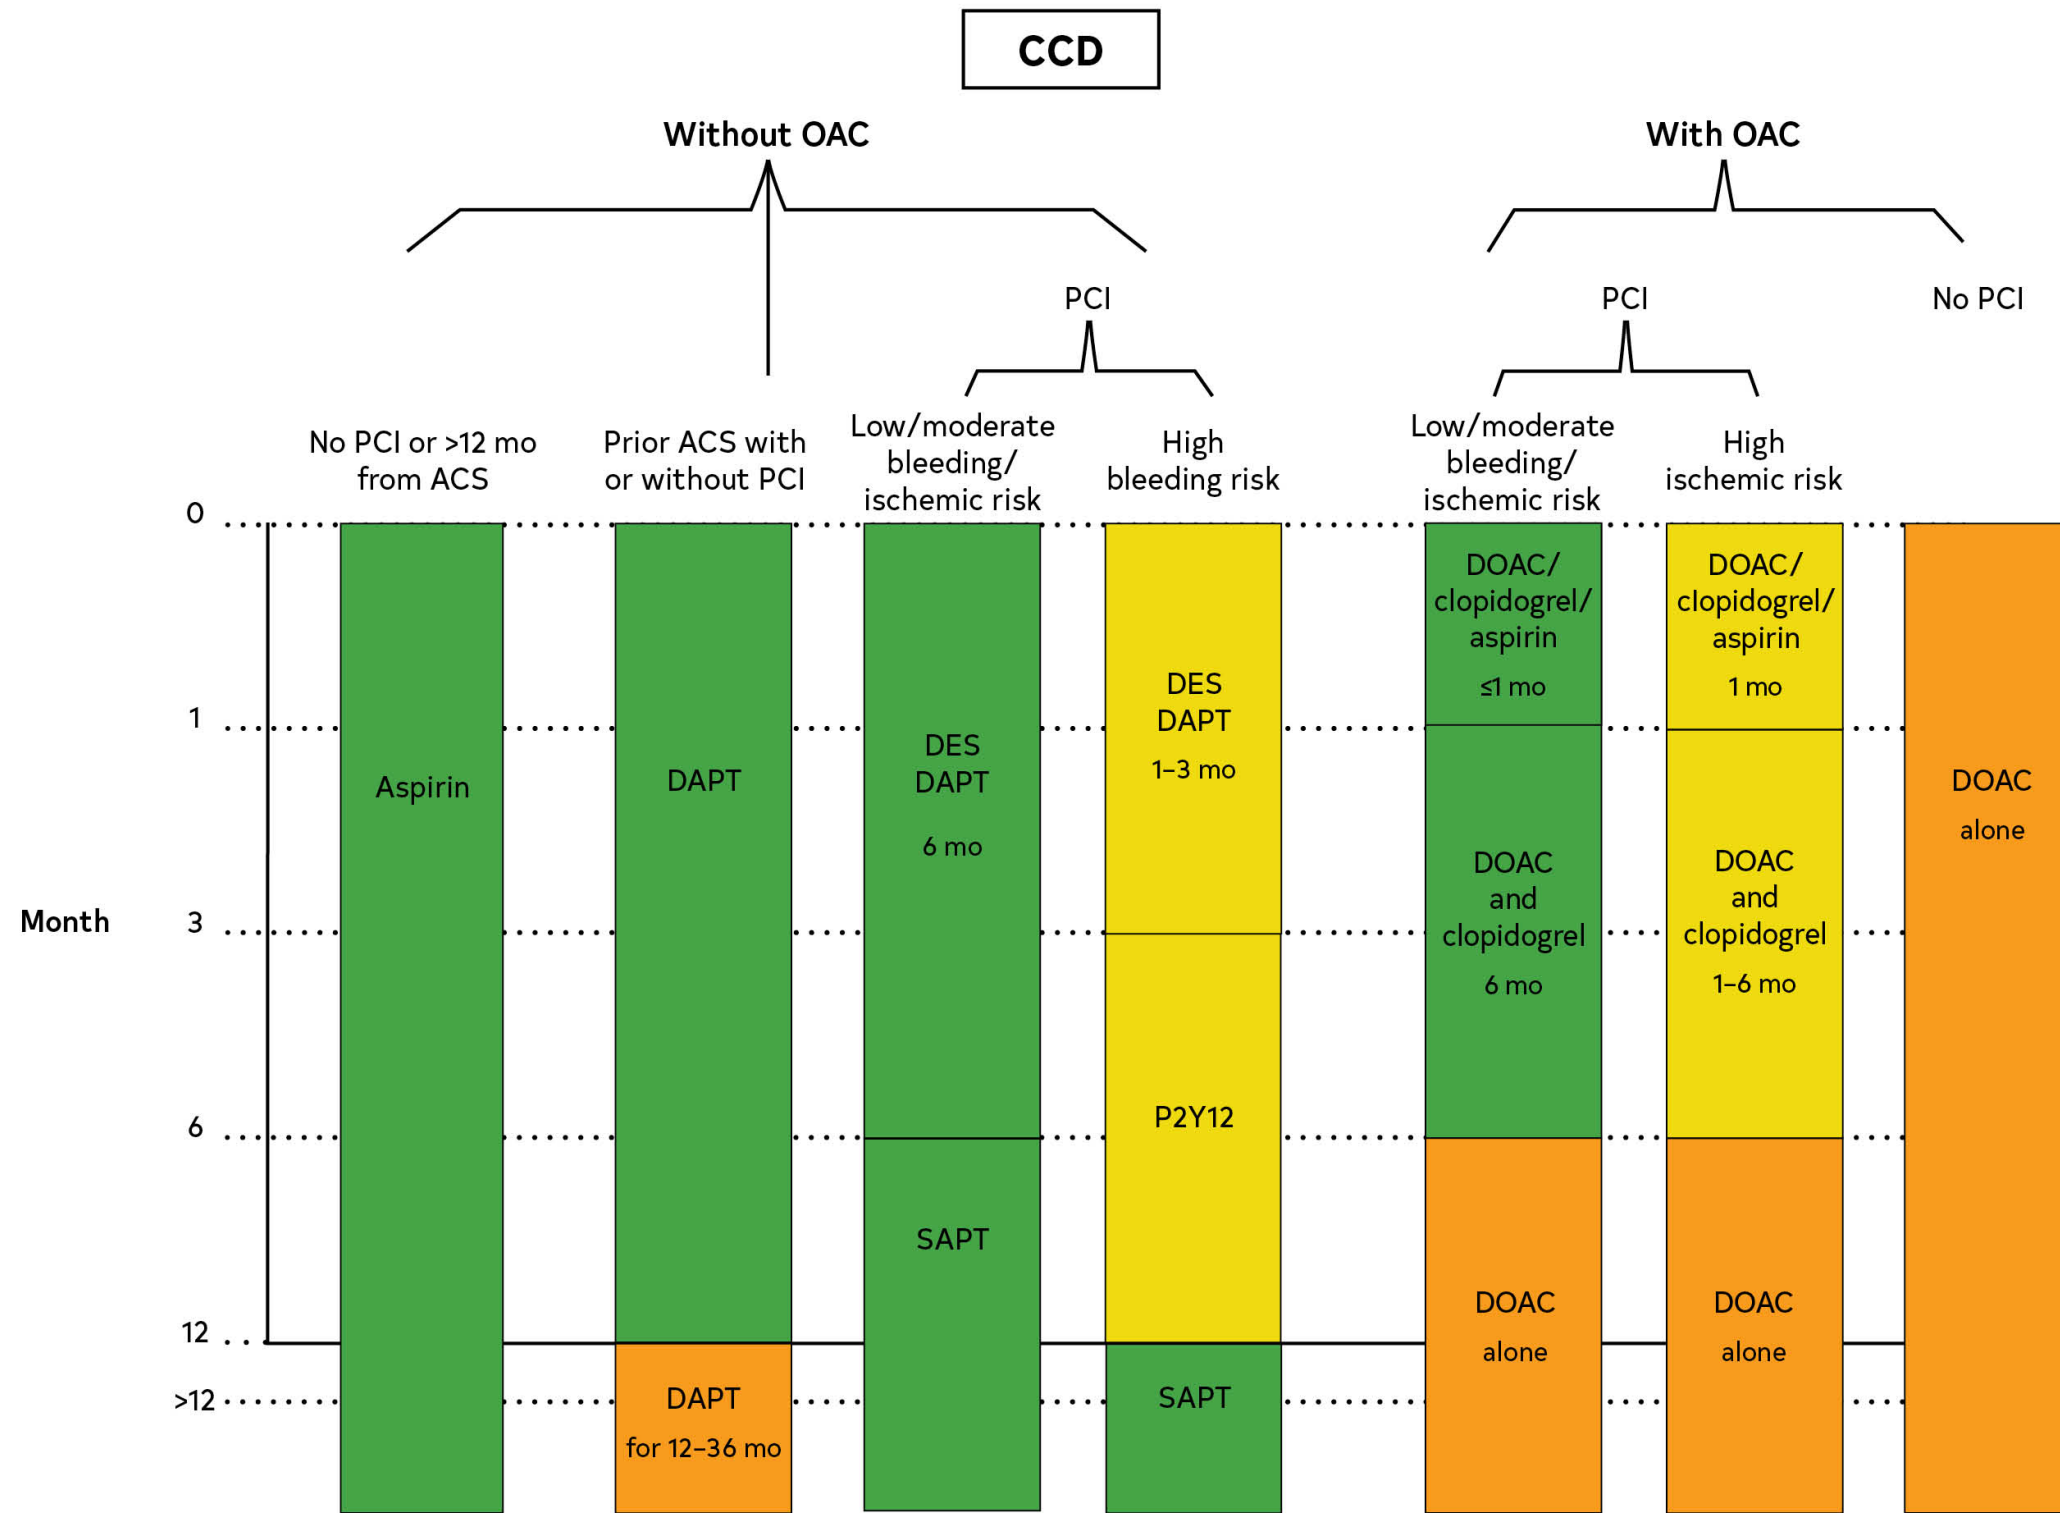 CCD
Without OAC
With OAC
PCI
PCI
No PCI
No PCI or >12 mo
from ACS
Prior ACS with
or without PCI
Low/moderate
bleeding/
ischemic risk
High
bleeding risk
Low/moderate
bleeding/
ischemic risk
High
ischemic risk
Month
0
1
3
6
12
>12
Aspirin
DAPT
DAPT
for 12–36 mo
DES
DAPT
6 mo
SAPT
DES
DAPT
1–3 mo
P2Y12
SAPT
DOAC/
clopidogrel/
aspirin
≤1 mo
DOAC
and
clopidogrel
6 mo
DOAC
alone
DOAC/
clopidogrel/
aspirin
1 mo
DOAC
and
clopidogrel
1–6 mo
DOAC
alone
DOAC
alone